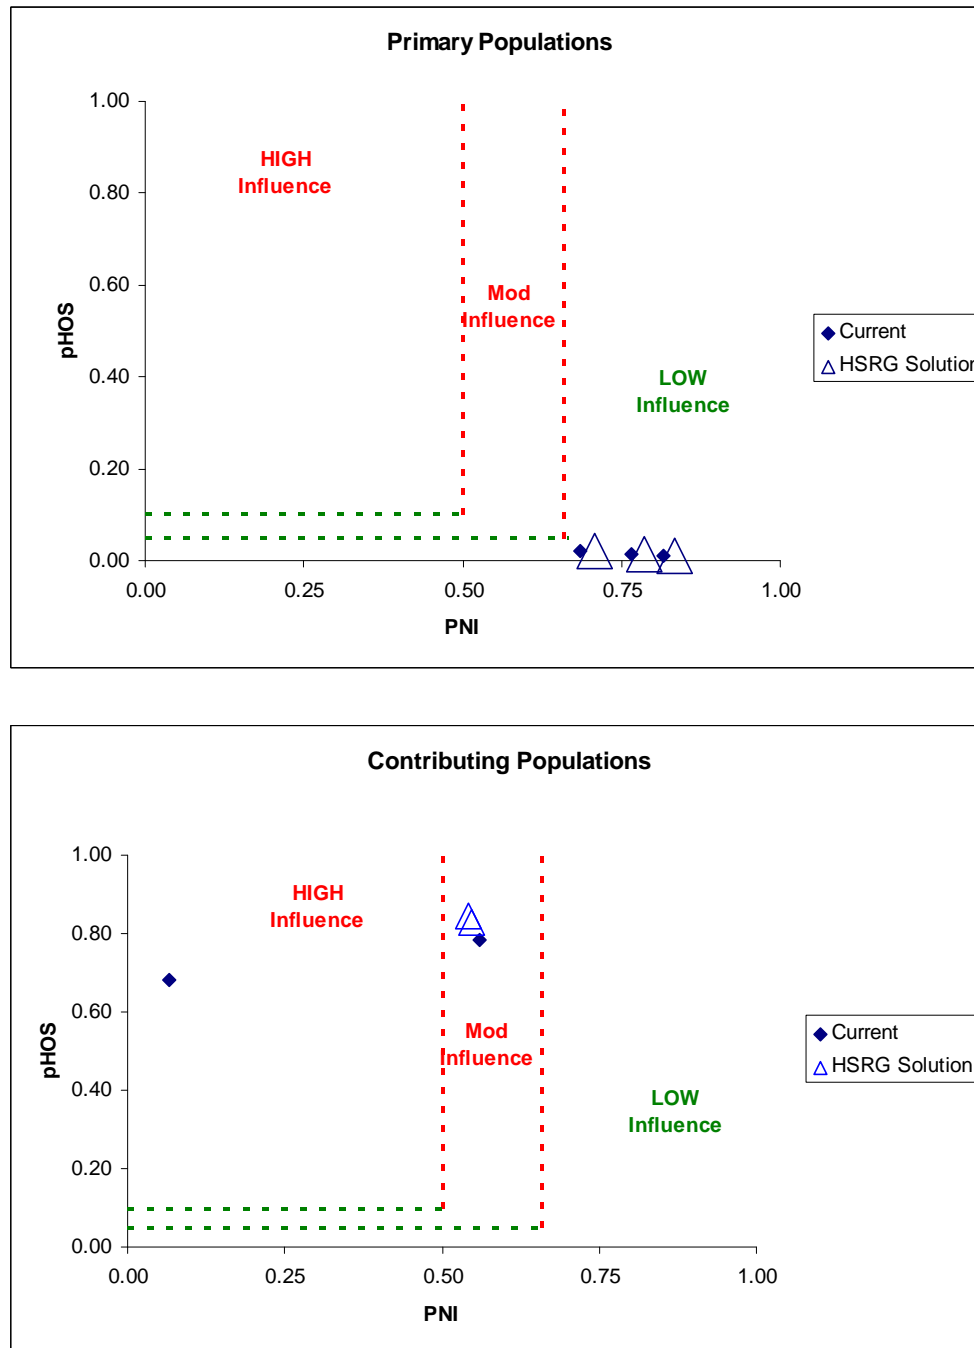 Primary Populations
1.00
0.80
0.60
0.40
0.20
0.00
pHOS
HIGH
Influence
Mod
Influence
LOW
Influence
Current
HSRG Solution
0.00 0.25 0.50 0.75 1.00
PNI
Contributing Populations
1.00
0.80
0.60
0.40
0.20
0.00
pHOS
HIGH
Influence
Mod
Influence
LOW
Influence
Current
HSRG Solution
0.00 0.25 0.50 0.75 1.00
PNI